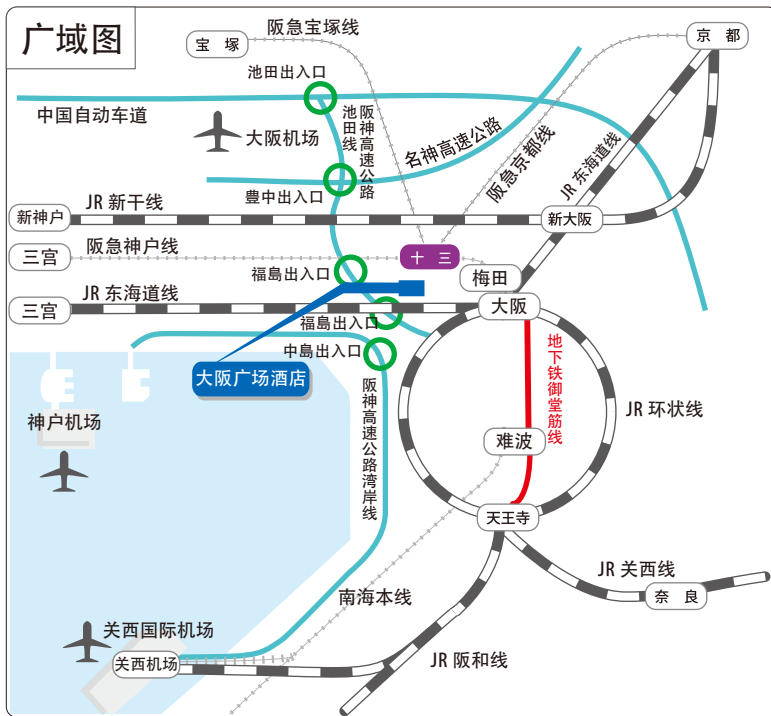 广域图
阪急宝塚线
宝 塚
京 都
池田出入口
中国自动车道
大阪机场
阪神高速公路
池田线
名神高速公路
阪急京都线
JR 东海道线
豊中出入口
新神户
JR 新干线
新大阪
三宫
阪急神户线
十 三
梅田
福島出入口
三宫
JR 东海道线
大阪
福島出入口
中島出入口
大阪广场酒店
地下铁御堂筋线
JR 环状线
阪神高速公路湾岸线
神户机场
难波
天王寺
JR 关西线
奈 良
南海本线
关西国际机场
关西机场
JR 阪和线